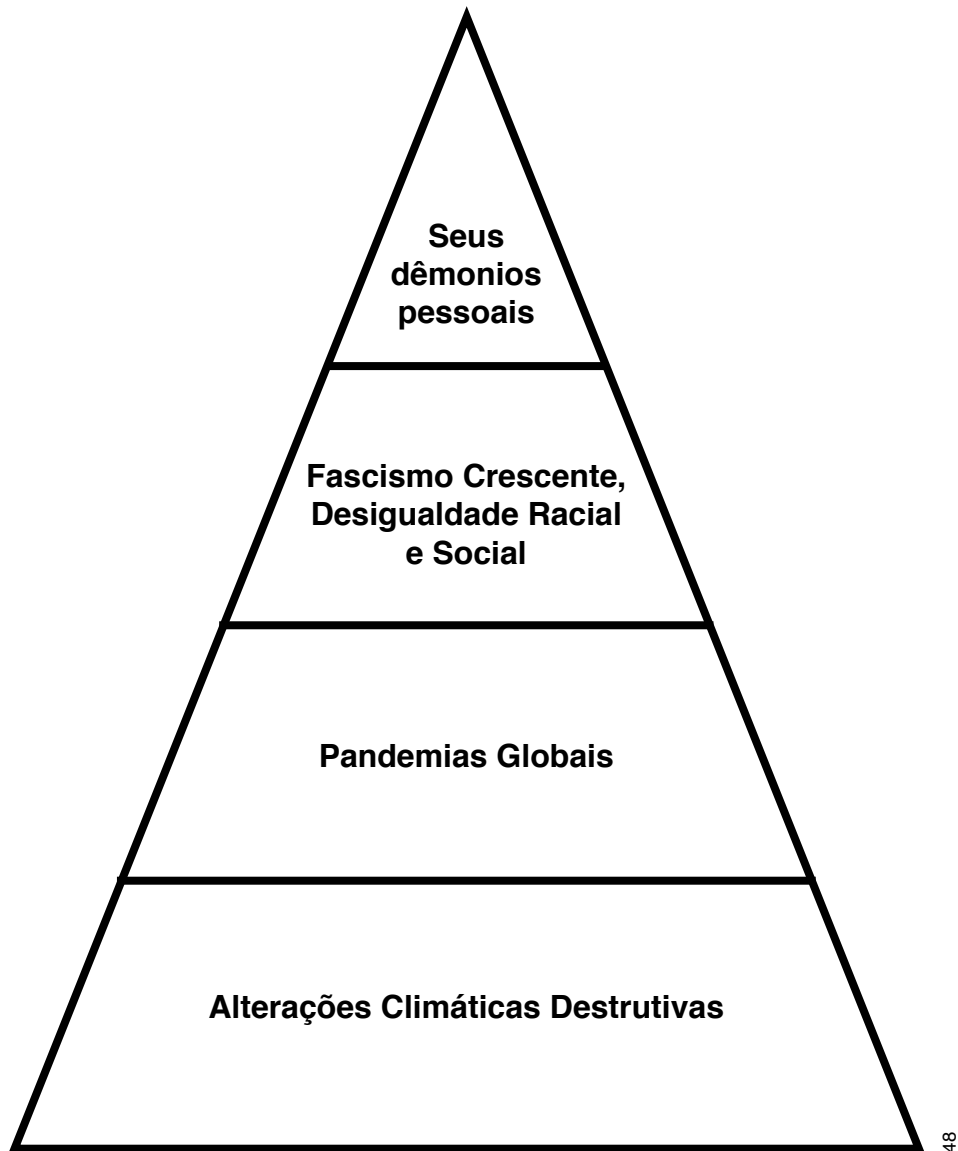 Seus
dêmonios
pessoais
Fascismo Crescente,
Desigualdade Racial
e Social
Pandemias Globais
Alterações Climáticas Destrutivas
48